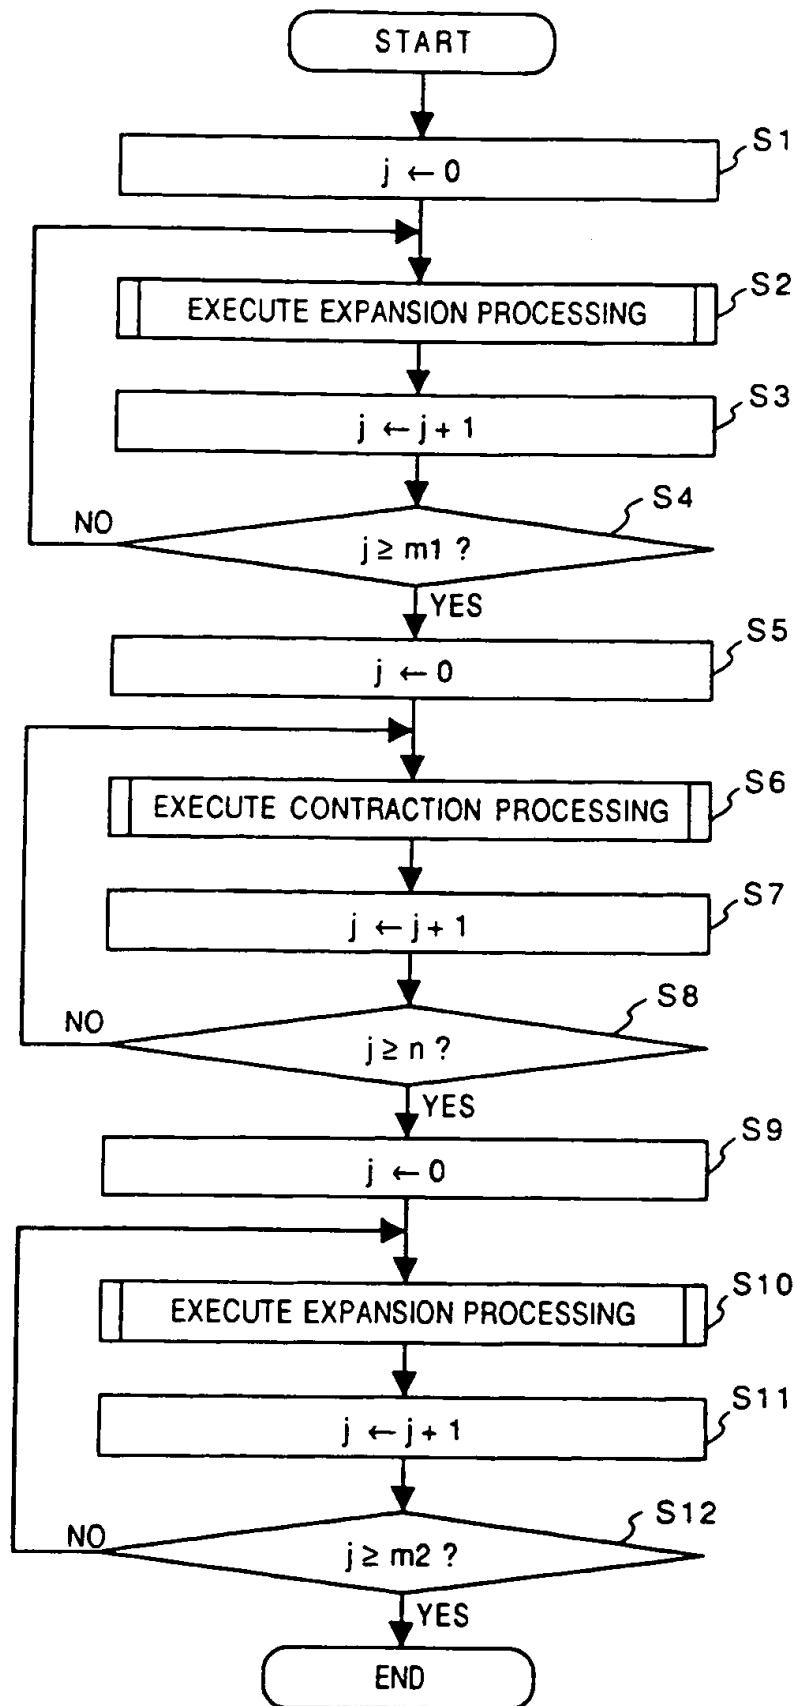 START
S1
j ← 0
S2
EXECUTE EXPANSION PROCESSING
S3
j ← j + 1
S4
NO
j ≥ m1 ?
YES
S5
j ← 0
S6
EXECUTE CONTRACTION PROCESSING
S7
j ← j + 1
S8
NO
j ≥ n ?
YES
S9
j ← 0
S10
EXECUTE EXPANSION PROCESSING
S11
j ← j + 1
S12
NO
j ≥ m2 ?
YES
END